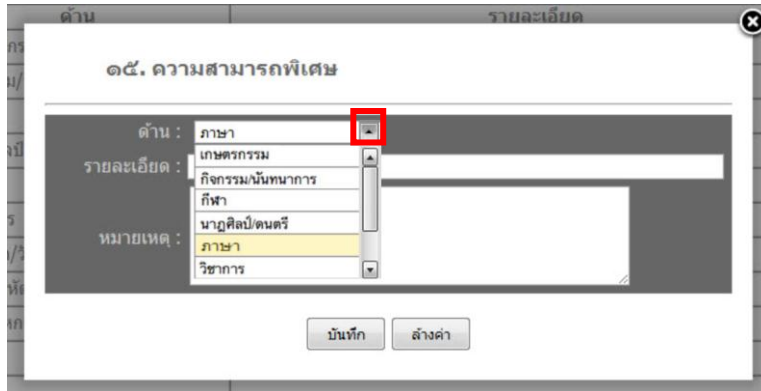 ด้าน รายละเอียด
๑๕. ความสามารถพิเศษ
ด้าน : ภาษา
เกษตรกรรม
รายละเอียด :
กิจกรรม/นันทนาการ
กีฬา
นาฏศิลป์/ดนตรี
หมายเหตุ :
ภาษา
วิชาการ
บันทึก ล้างค่า